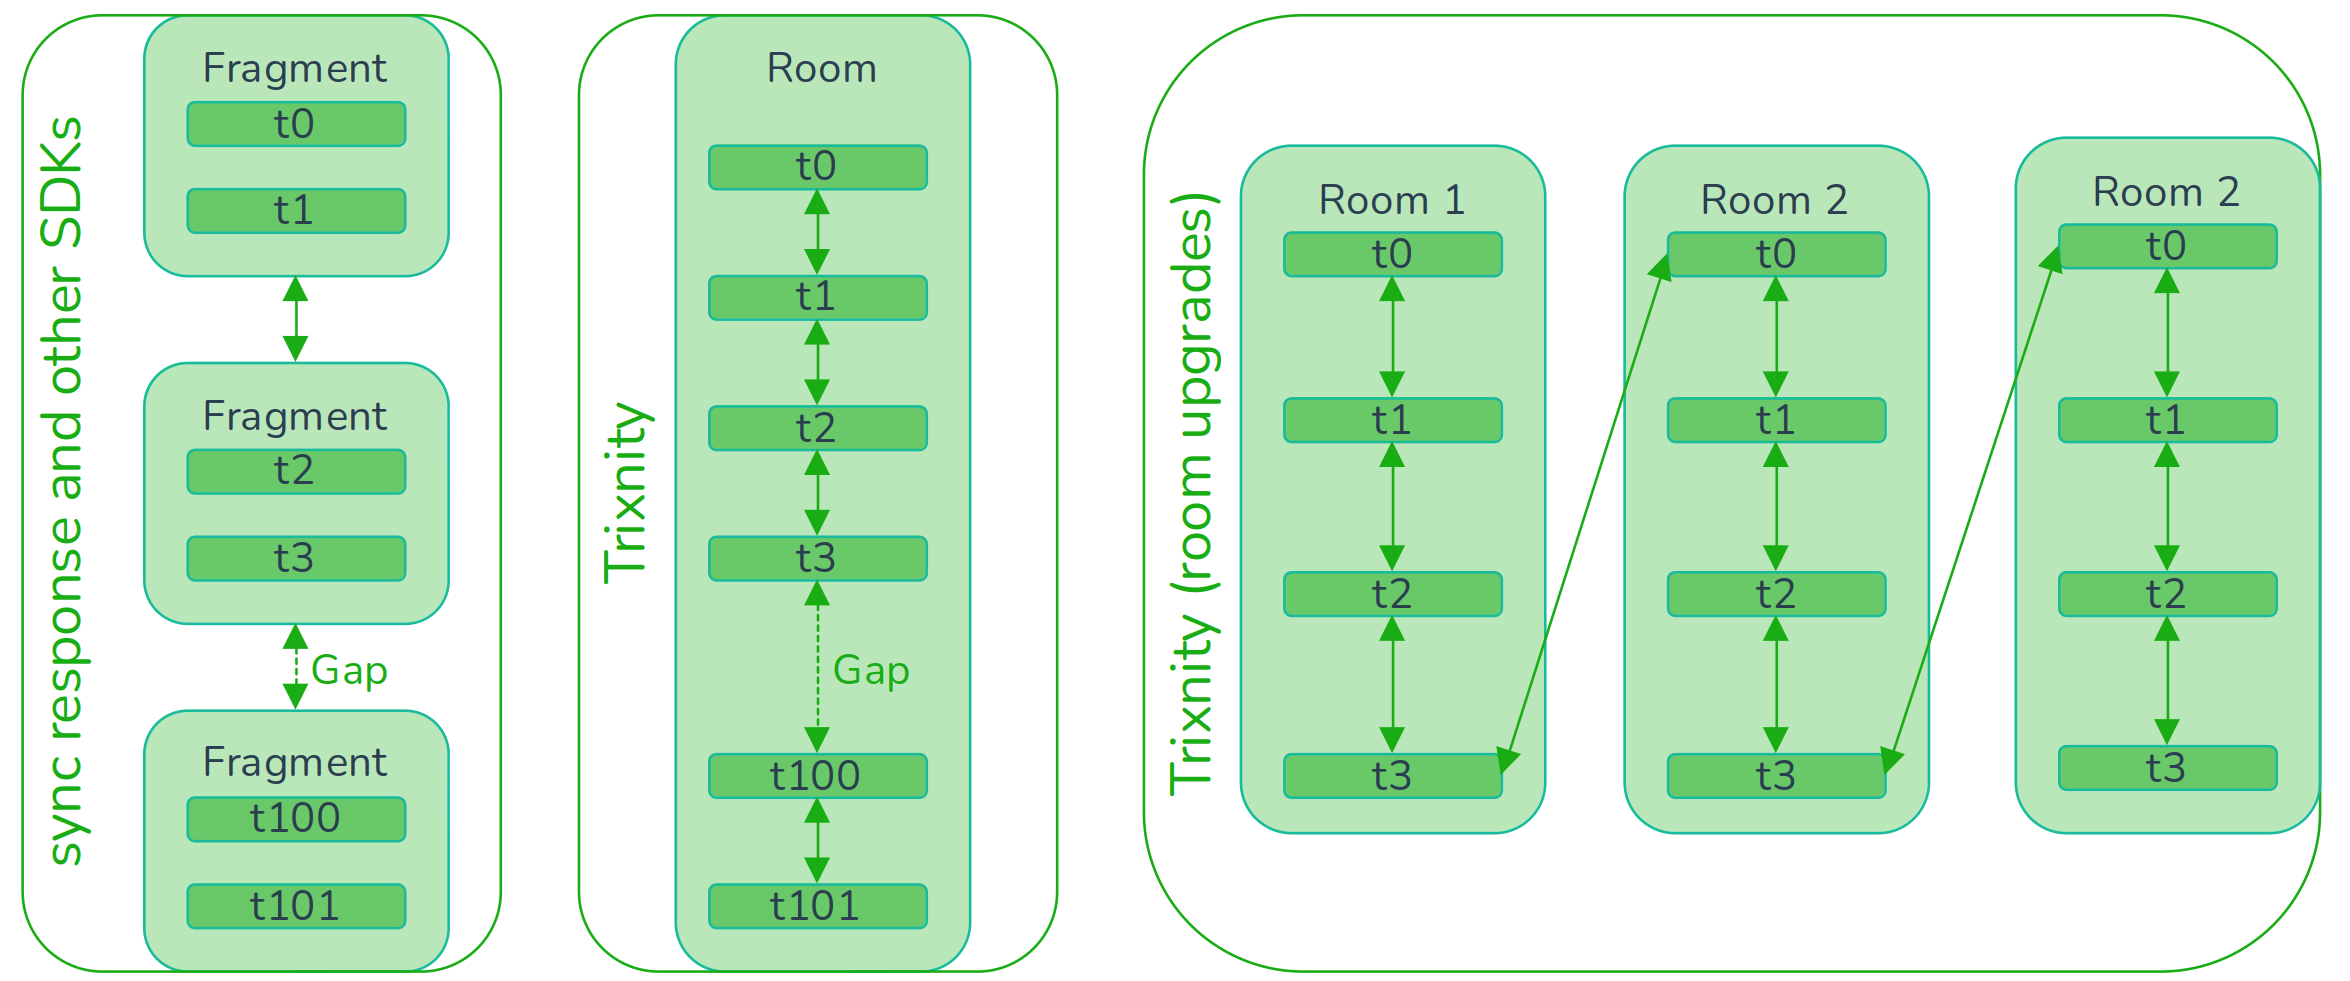 sync response and other SDKs
Fragment
t0
t1
Fragment
t2
t3
Gap
Fragment
t100
t101
Trixnity
Room
t0
t1
t2
t3
Gap
t100
t101
Trixnity (room upgrades)
Room 1
t0
t1
t2
t3
Room 2
t0
t1
t2
t3
Room 2
t0
t1
t2
t3